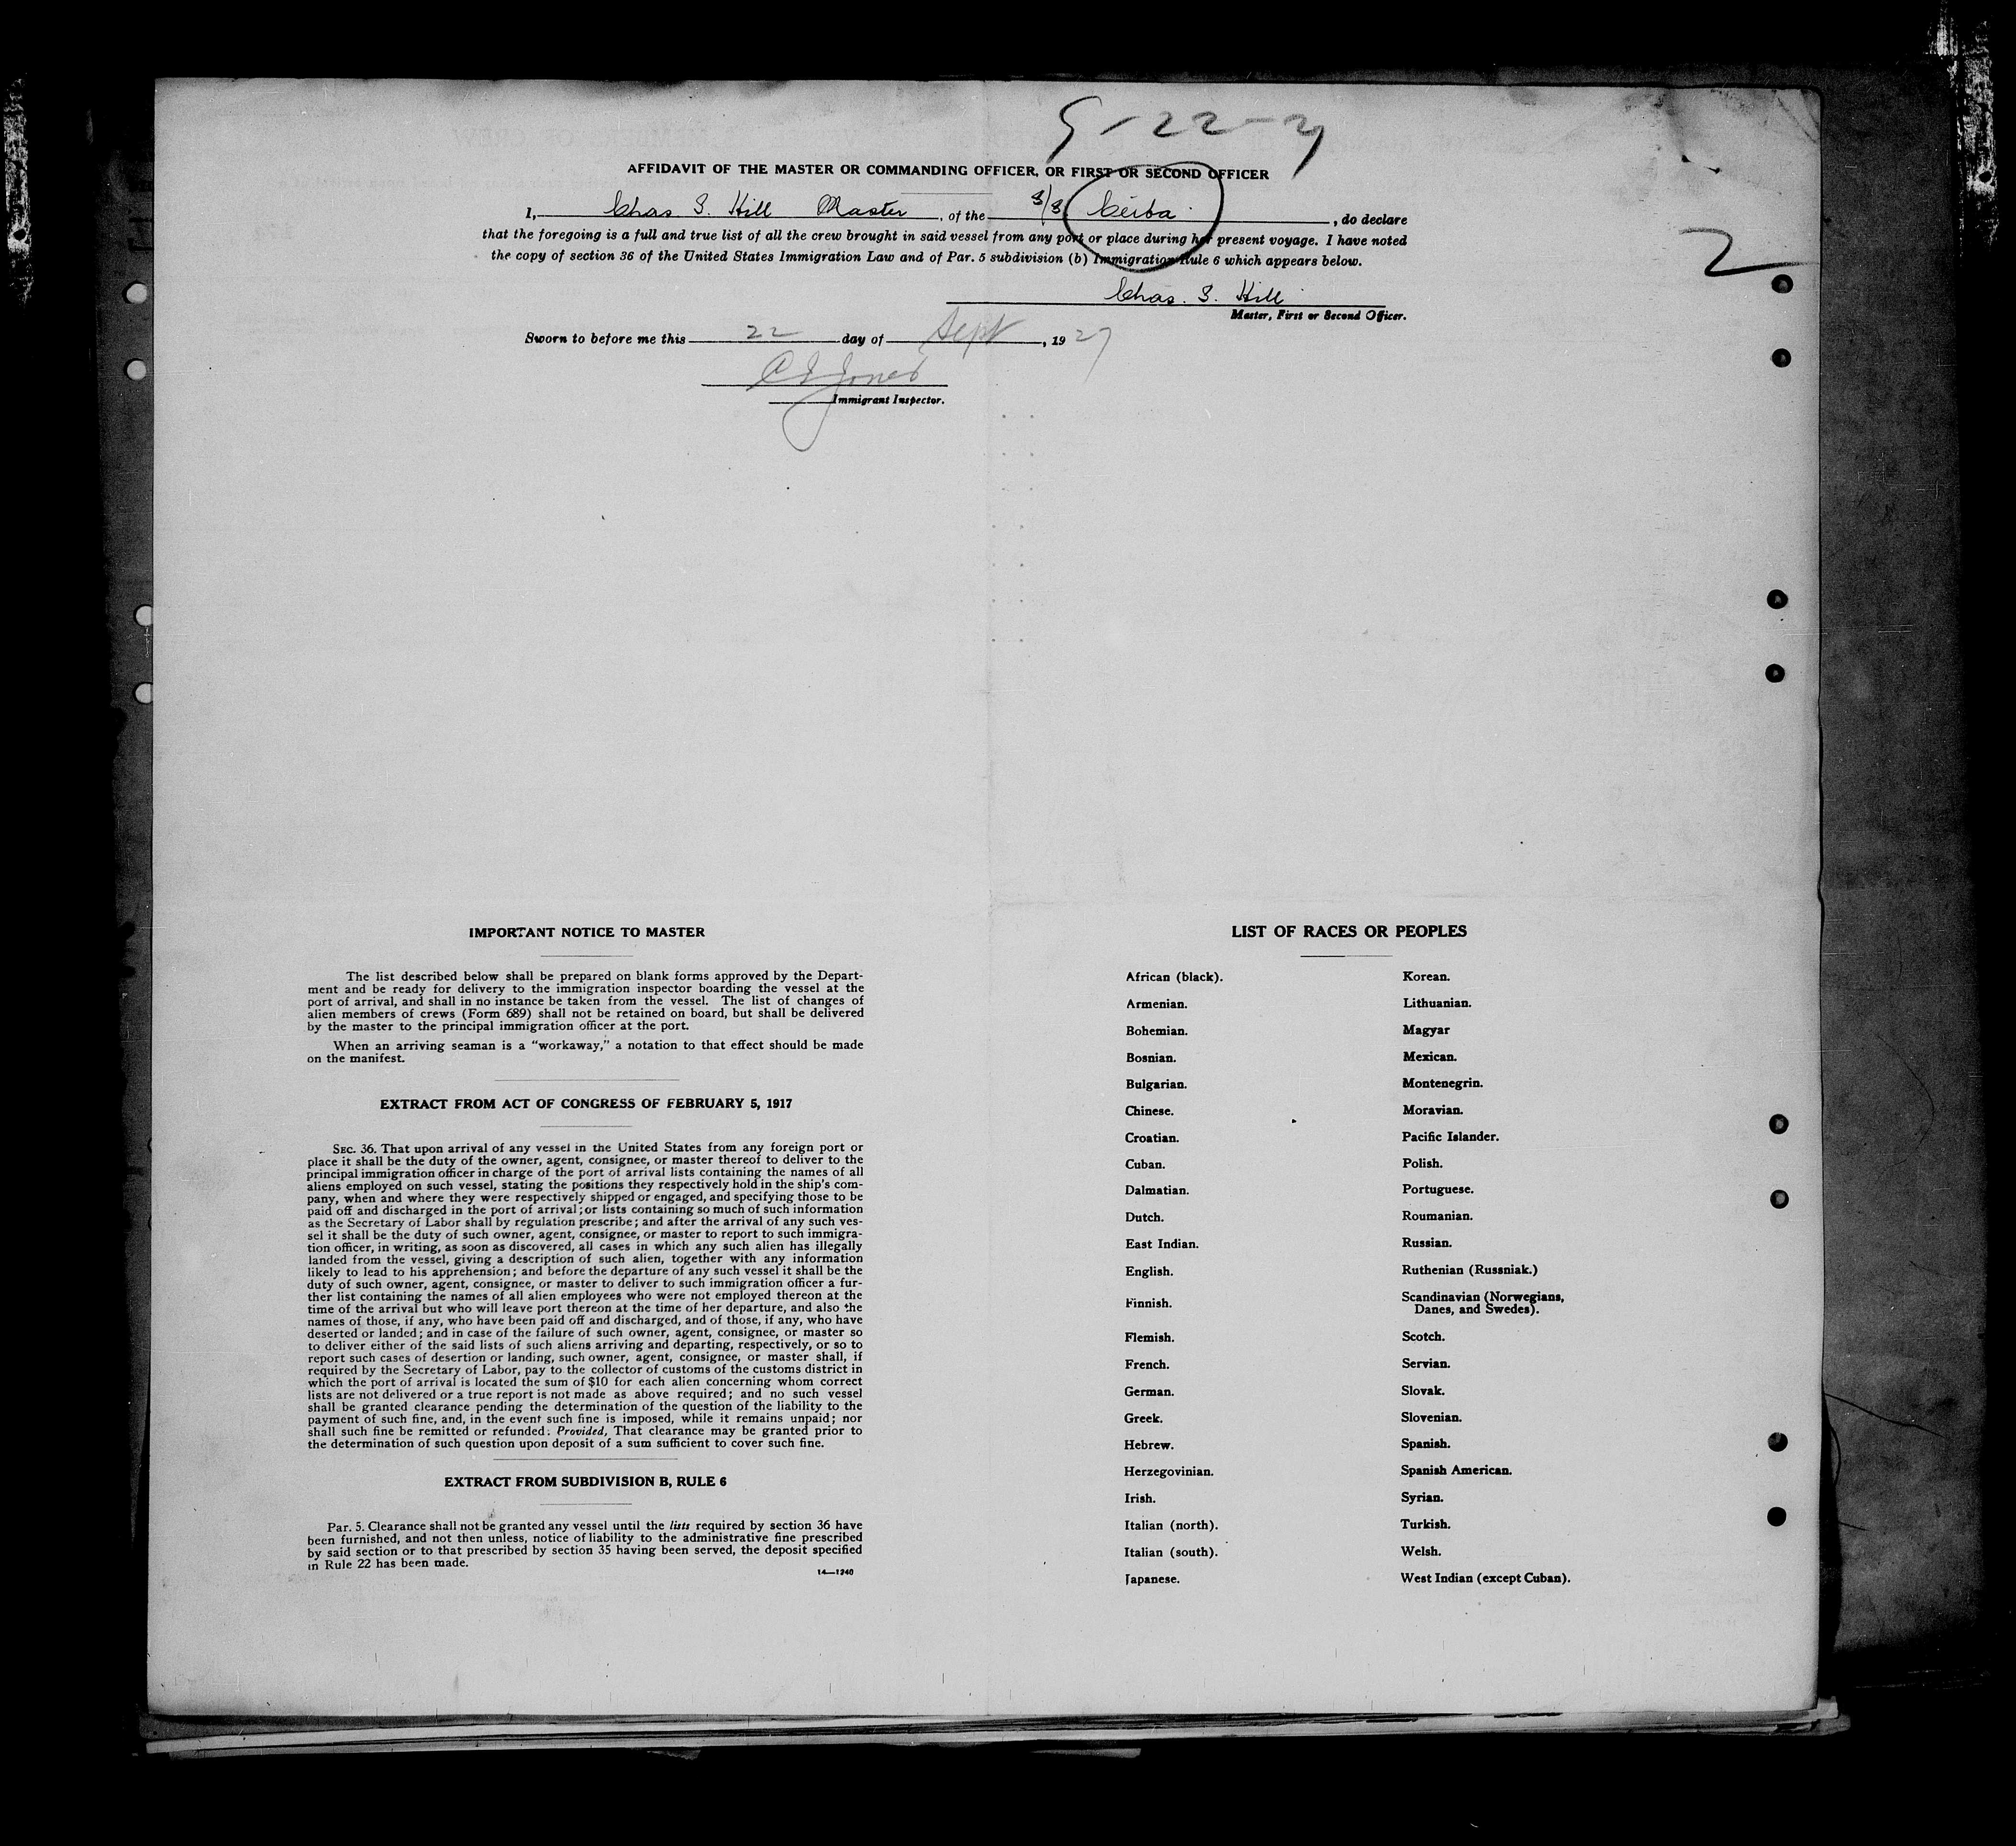 9-22-27
AFFIDAVIT OF THE MASTER OR COMMANDING OFFICER, OR FIRST OR SECOND OFFICER
I, Chas. S. Hill Master, of the S/S Ceiba, do declare
that the foregoing is a full and true list of all the crew brought in said vessel from any port or place during her present voyage. I have noted
the copy of section 36 of the United States Immigration Law and of Par. 5 subdivision (b) Immigration Rule 6 which appears below.
2
Chas. S. Hill
Master, First or Second Officer.
Sworn to before me this 22 day of Sept, 1927
Jones
Immigrant Inspector.
IMPORTANT NOTICE TO MASTER
The list described below shall be prepared on blank forms approved by the Depart-
ment and be ready for delivery to the immigration inspector boarding the vessel at the
port of arrival, and shall in no instance be taken from the vessel. The list of changes of
alien members of crews (Form 689) shall not be retained on board, but shall be delivered
by the master to the principal immigration officer at the port.
When an arriving seaman is a "workaway," a notation to that effect should be made
on the manifest.
EXTRACT FROM ACT OF CONGRESS OF FEBRUARY 5, 1917
SEC. 36. That upon arrival of any vessel in the United States from any foreign port or
place it shall be the duty of the owner, agent, consignee, or master thereof to deliver to the
principal immigration officer in charge of the port of arrival lists containing the names of all
aliens employed on such vessel, stating the positions they respectively hold in the ship's com-
pany, when and where they were respectively shipped or engaged, and specifying those to be
paid off and discharged in the port of arrival; or lists containing so much of such information
as the Secretary of Labor shall by regulation prescribe; and after the arrival of any such ves-
sel it shall be the duty of such owner, agent, consignee, or master to report to such immigra-
tion officer, in writing, as soon as discovered, all cases in which any such alien has illegally
landed from the vessel, giving a description of such alien, together with any information
likely to lead to his apprehension; and before the departure of any such vessel it shall be the
duty of such owner, agent, consignee, or master to deliver to such immigration officer a fur-
ther list containing the names of all alien employees who were not employed thereon at the
time of the arrival but who will leave port thereon at the time of her departure, and also the
names of those, if any, who have been paid off and discharged, and of those, if any, who have
deserted or landed; and in case of the failure of such owner, agent, consignee, or master so
to deliver either of the said lists of such aliens arriving and departing, respectively, or so to
report such cases of desertion or landing, such owner, agent, consignee, or master shall, if
required by the Secretary of Labor, pay to the collector of customs of the customs district in
which the port of arrival is located the sum of $10 for each alien concerning whom correct
lists are not delivered or a true report is not made as above required; and no such vessel
shall be granted clearance pending the determination of the question of the liability to the
payment of such fine, and, in the event such fine is imposed, while it remains unpaid; nor
shall such fine be remitted or refunded: Provided, That clearance may be granted prior to
the determination of such question upon deposit of a sum sufficient to cover such fine.
EXTRACT FROM SUBDIVISION B, RULE 6
Par. 5. Clearance shall not be granted any vessel until the lists required by section 36 have
been furnished, and not then unless, notice of liability to the administrative fine prescribed
by said section or to that prescribed by section 35 having been served, the deposit specified
in Rule 22 has been made.
14—1240
LIST OF RACES OR PEOPLES
African (black).
Armenian.
Bohemian.
Bosnian.
Bulgarian.
Chinese.
Croatian.
Cuban.
Dalmatian.
Dutch.
East Indian.
English.
Finnish.
Flemish.
French.
German.
Greek.
Hebrew.
Herzegovinian.
Irish.
Italian (north).
Italian (south).
Japanese.
Korean.
Lithuanian.
Magyar
Mexican.
Montenegrin.
Moravian.
Pacific Islander.
Polish.
Portuguese.
Roumanian.
Russian.
Ruthenian (Russniak.)
Scandinavian (Norwegians,
Danes, and Swedes).
Scotch.
Servian.
Slovak.
Slovenian.
Spanish.
Spanish American.
Syrian.
Turkish.
Welsh.
West Indian (except Cuban).